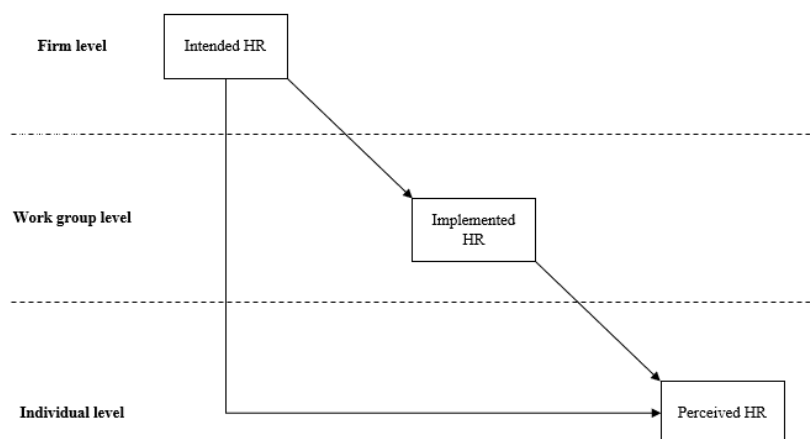 Firm level
Intended HR
Work group level
Implemented
HR
Individual level
Perceived HR